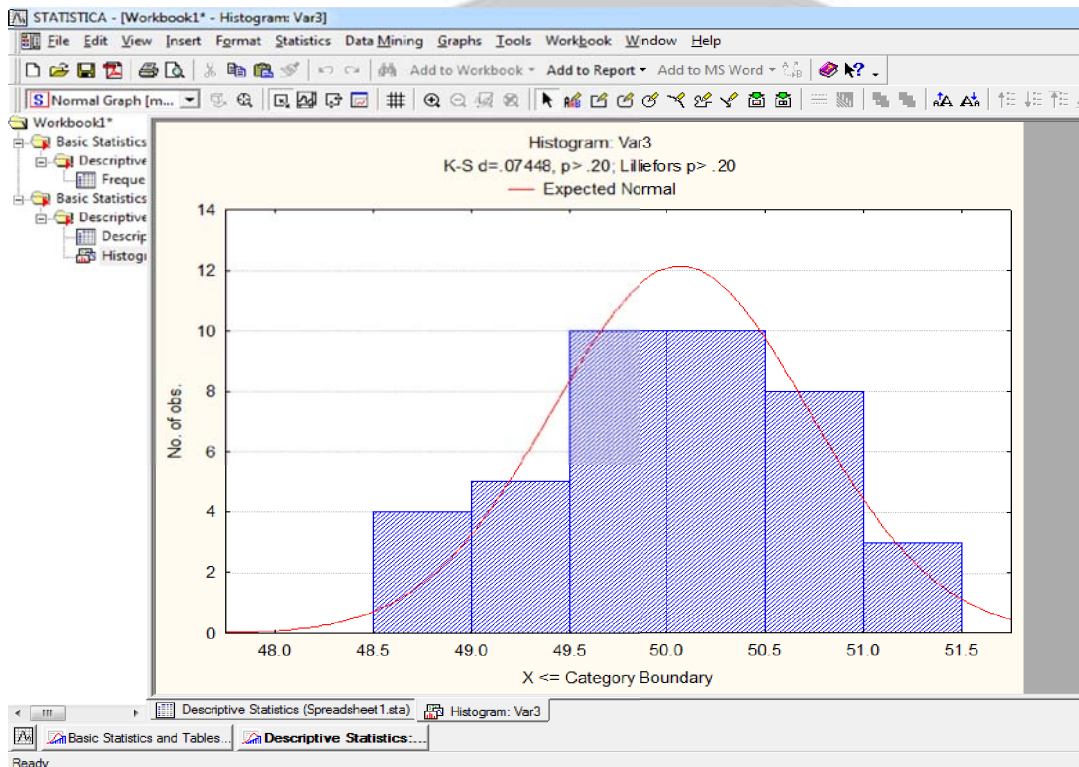 STATISTICA - [Workbook1* - Histogram: Var3]
File Edit View Insert Format Statistics Data Mining Graphs Tools Workbook Window Help
Add to Workbook Add to Report Add to MS Word
S Normal Graph [m...
Workbook1*
Basic Statistics
Descriptive
Freque
Basic Statistics
Descriptive
Descrip
Histogr
Histogram: Var3
K-S d=.07448, p> .20; Lilliefors p> .20
Expected Normal
14
12
10
8
6
4
2
0
No. of obs.
48.0 48.5 49.0 49.5 50.0 50.5 51.0 51.5
X <= Category Boundary
Descriptive Statistics (Spreadsheet1.sta) Histogram: Var3
Basic Statistics and Tables... Descriptive Statistics:...
Ready